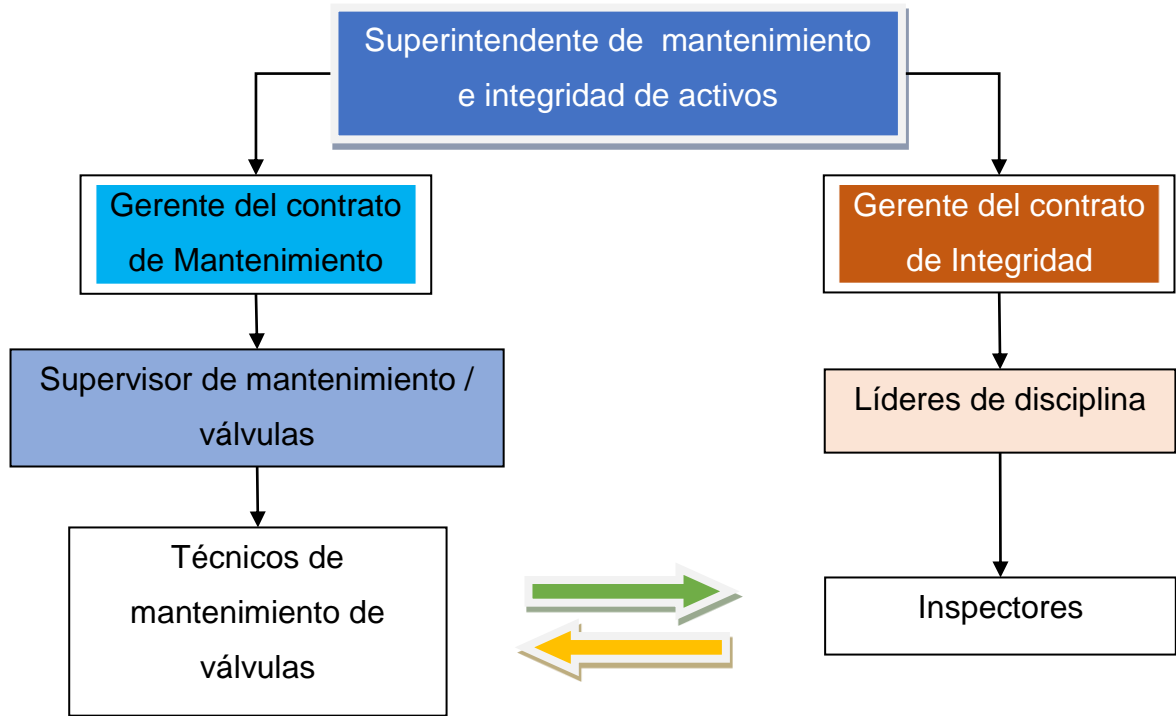 Superintendente de mantenimiento
e integridad de activos
Gerente del contrato
de Mantenimiento
Gerente del contrato
de Integridad
Supervisor de mantenimiento /
válvulas
Líderes de disciplina
Técnicos de
mantenimiento de
válvulas
Inspectores